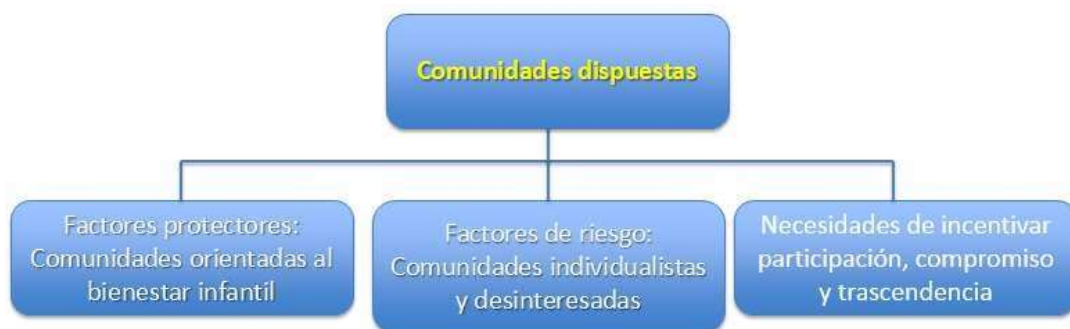 Comunidades dispuestas
Factores protectores:
Comunidades orientadas al
bienestar infantil
Factores de riesgo:
Comunidades individualistas
y desinteresadas
Necesidades de incentivar
participación, compromiso
y trascendencia